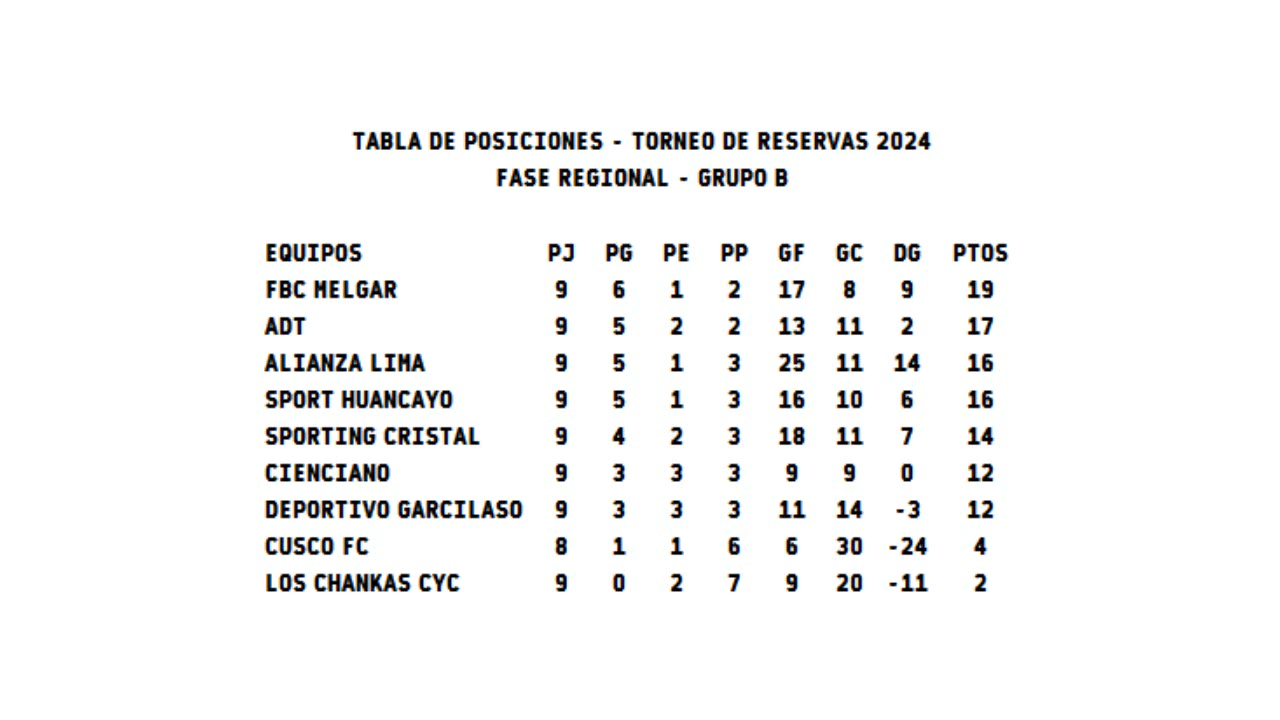 TABLA DE POSICIONES - TORNEO DE RESERVAS 2024
FASE REGIONAL - GRUPO B
EQUIPOS PJ PG PE PP GF GC DG PTOS
FBC MELGAR 9 6 1 2 17 8 9 19
ADT 9 5 2 2 13 11 2 17
ALIANZA LIMA 9 5 1 3 25 11 14 16
SPORT HUANCAYO 9 5 1 3 16 10 6 16
SPORTING CRISTAL 9 4 2 3 18 11 7 14
CIENCIANO 9 3 3 3 9 9 0 12
DEPORTIVO GARCILASO 9 3 3 3 11 14 -3 12
CUSCO FC 8 1 1 6 6 30 -24 4
LOS CHANKAS CYC 9 0 2 7 9 20 -11 2